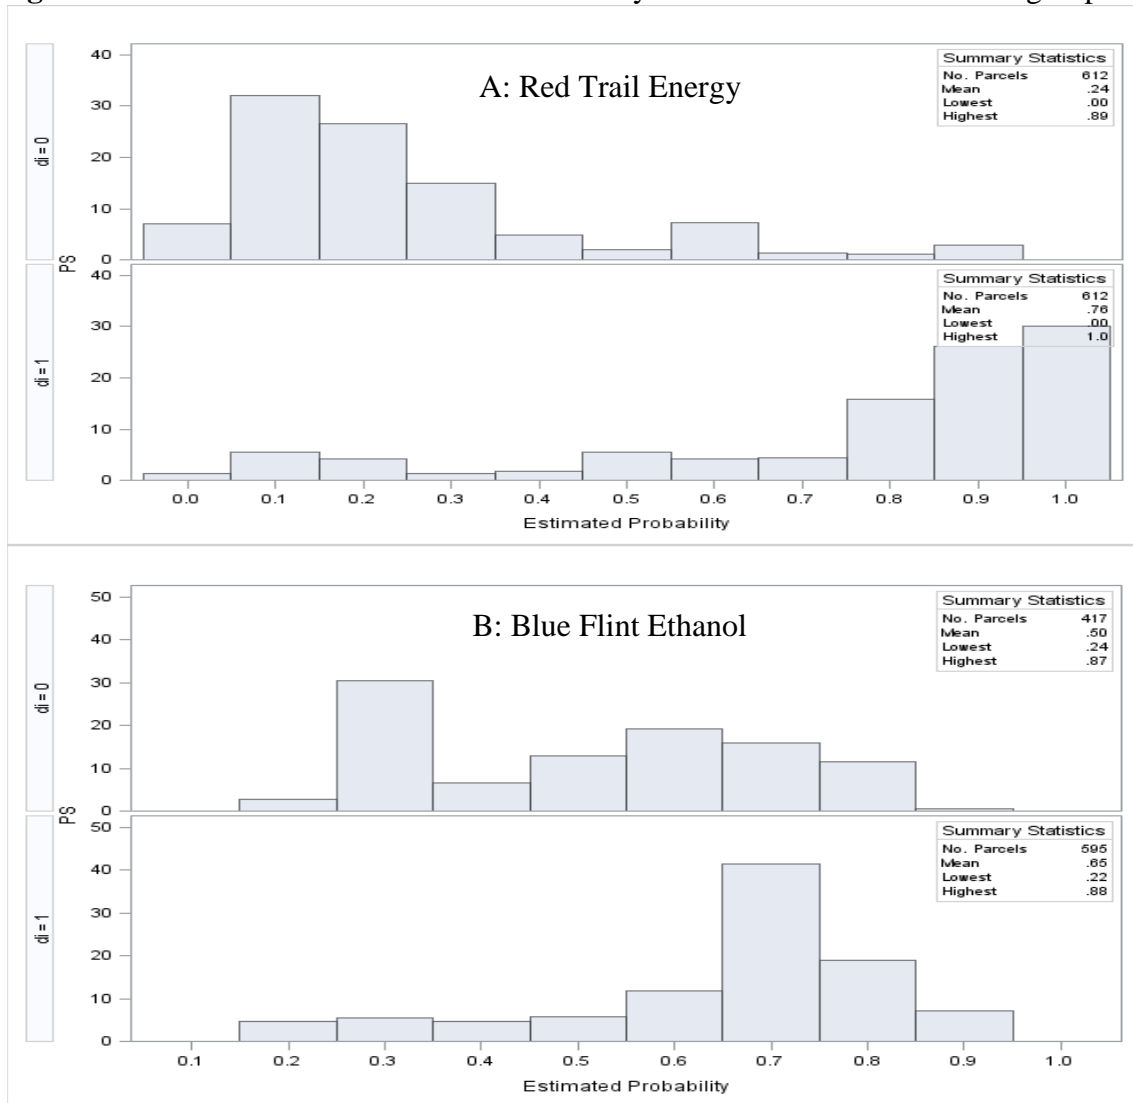 A: Red Trail Energy
di = 0
40
30
20
10
0
Summary Statistics
No. Parcels 612
Mean .24
Lowest .00
Highest .89
PS
di = 1
40
30
20
10
0
Summary Statistics
No. Parcels 612
Mean .76
Lowest .00
Highest 1.0
0.0 0.1 0.2 0.3 0.4 0.5 0.6 0.7 0.8 0.9 1.0
Estimated Probability
B: Blue Flint Ethanol
di = 0
50
40
30
20
10
0
Summary Statistics
No. Parcels 417
Mean .50
Lowest .24
Highest .87
PS
di = 1
50
40
30
20
10
0
Summary Statistics
No. Parcels 595
Mean .65
Lowest .22
Highest .88
0.1 0.2 0.3 0.4 0.5 0.6 0.7 0.8 0.9 1.0
Estimated Probability